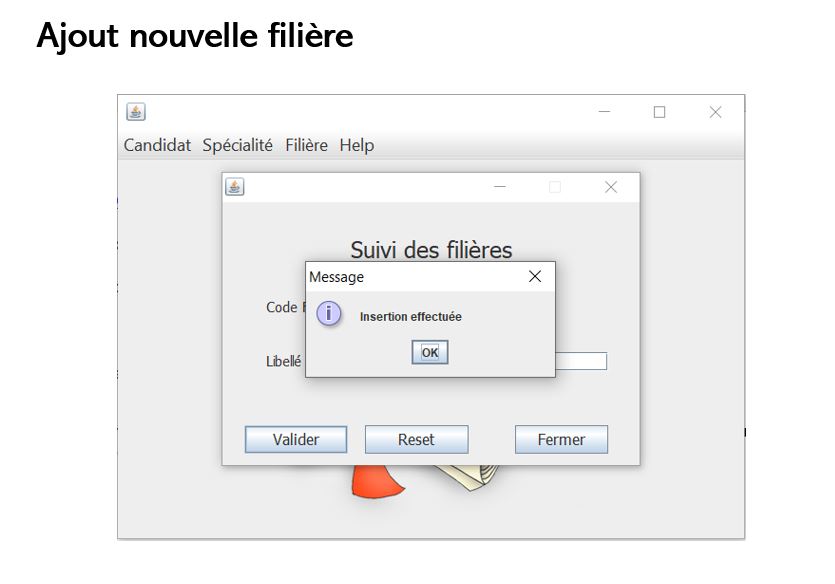 Ajout nouvelle filière
Candidat Spécialité Filière Help
Suivi des filières
Message
Insertion effectuée
Code
OK
Libellé
Valider Reset Fermer